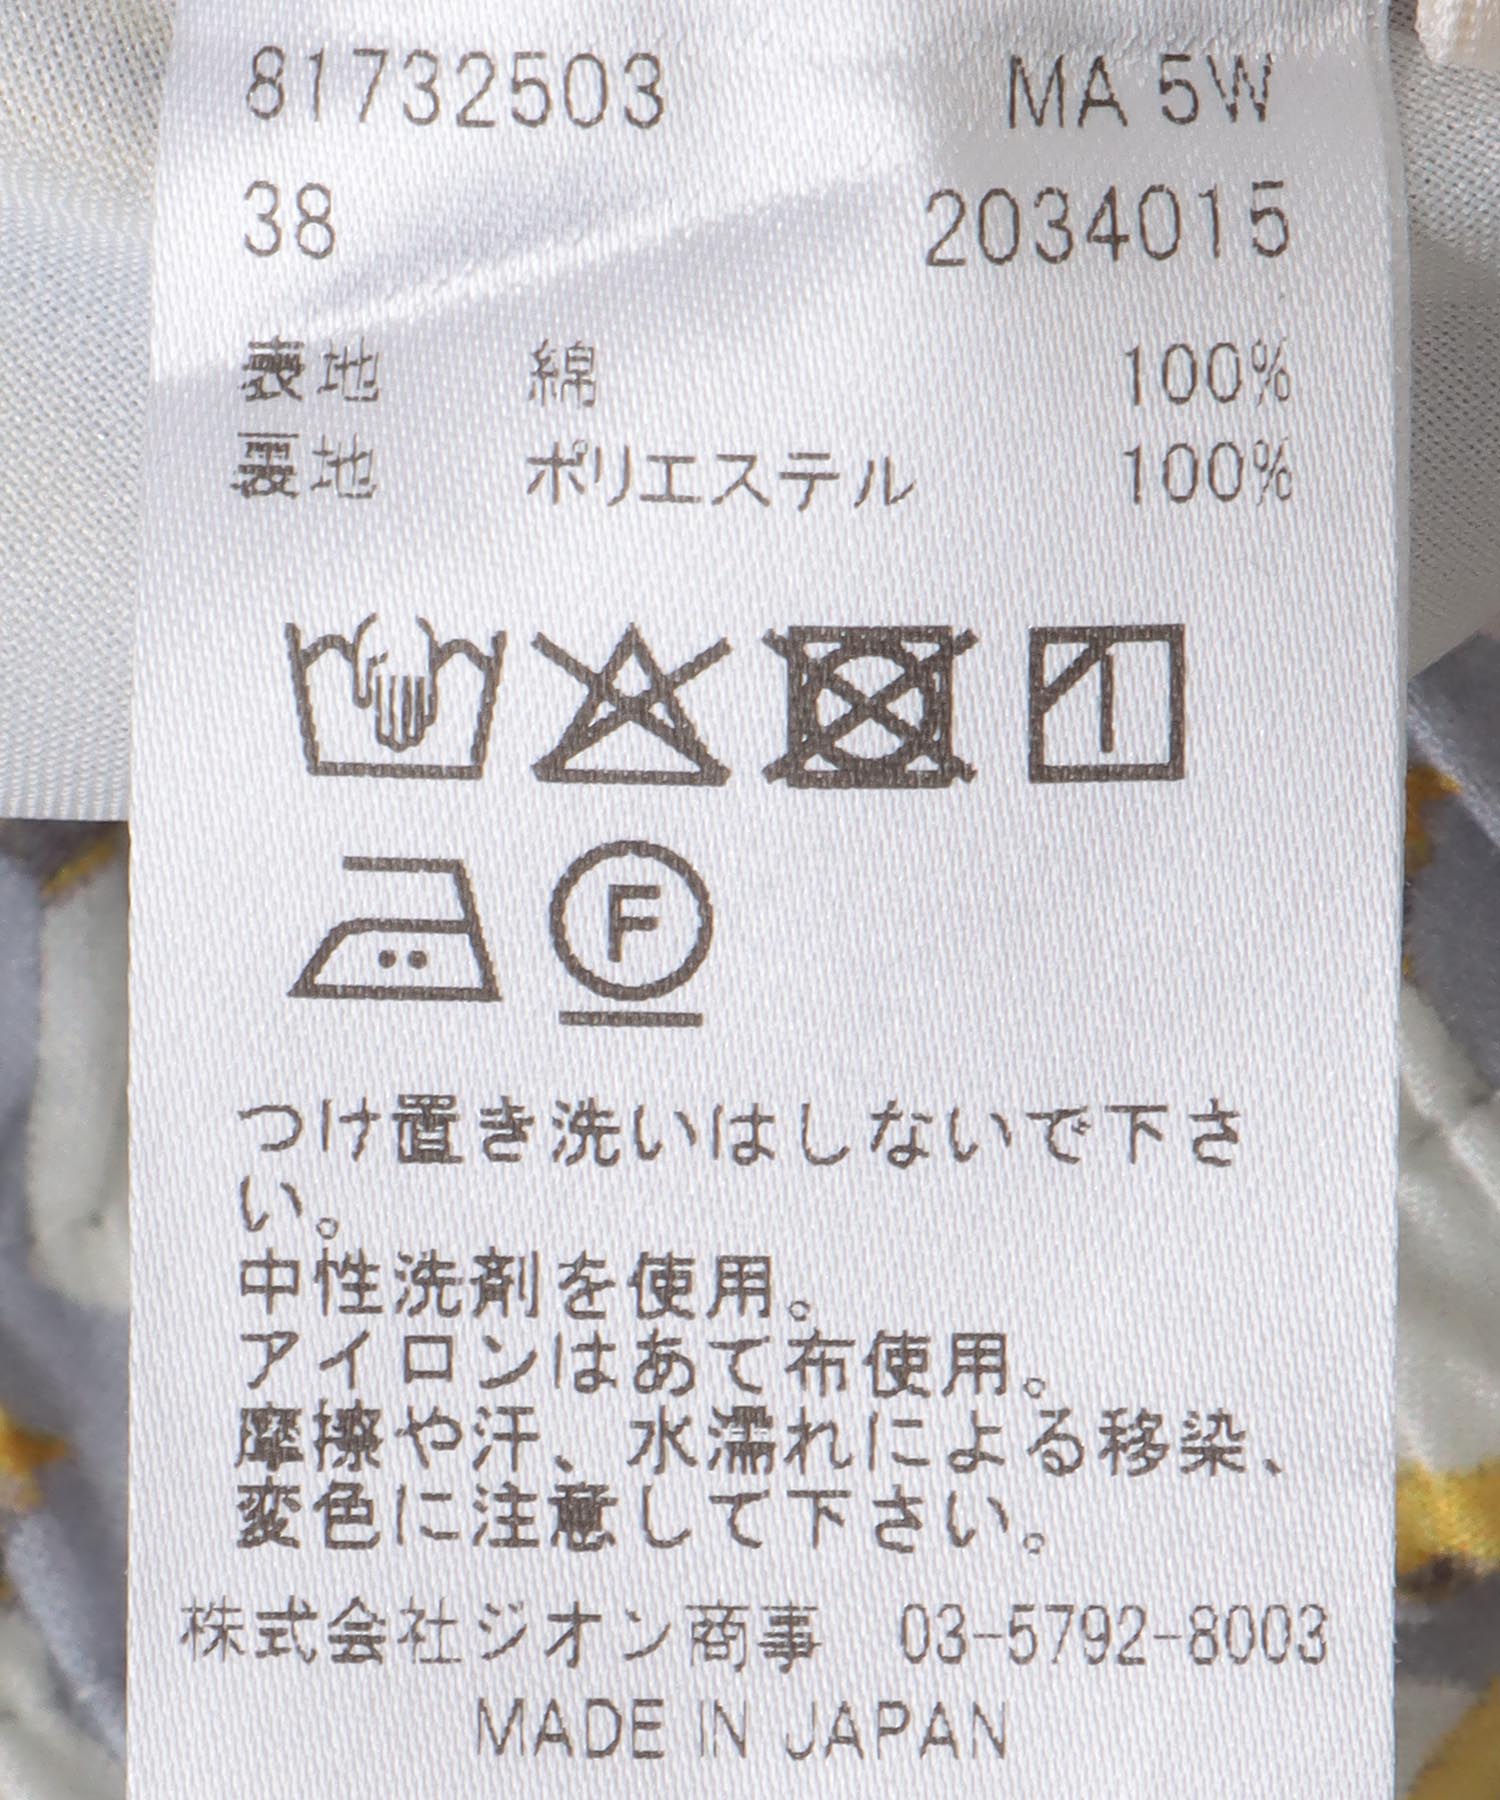 81732503 MA 5W
38 2034015
表地 綿 100%
裏地 ポリエステル 100%
F
つけ置き洗いはしないで下さ
い。
中性洗剤を使用。
アイロンはあて布使用。
摩擦や汗、水濡れによる移染、
変色に注意して下さい。
株式会社ジオン商事 03-5792-8003
MADE IN JAPAN